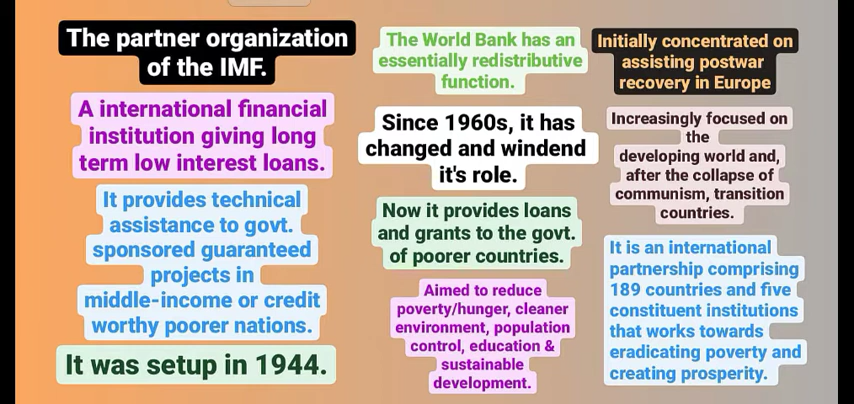 The partner organization
of the IMF.
A international financial
institution giving long
term low interest loans.
It provides technical
assistance to govt.
sponsored guaranteed
projects in
middle-income or credit
worthy poorer nations.
It was setup in 1944.
The World Bank has an
essentially redistributive
function.
Since 1960s, it has
changed and windend
it's role.
Now it provides loans
and grants to the govt.
of poorer countries.
Aimed to reduce
poverty/hunger, cleaner
environment, population
control, education &
sustainable
development.
Initially concentrated on
assisting postwar
recovery in Europe
Increasingly focused on
the
developing world and,
after the collapse of
communism, transition
countries.
It is an international
partnership comprising
189 countries and five
constituent institutions
that works towards
eradicating poverty and
creating prosperity.